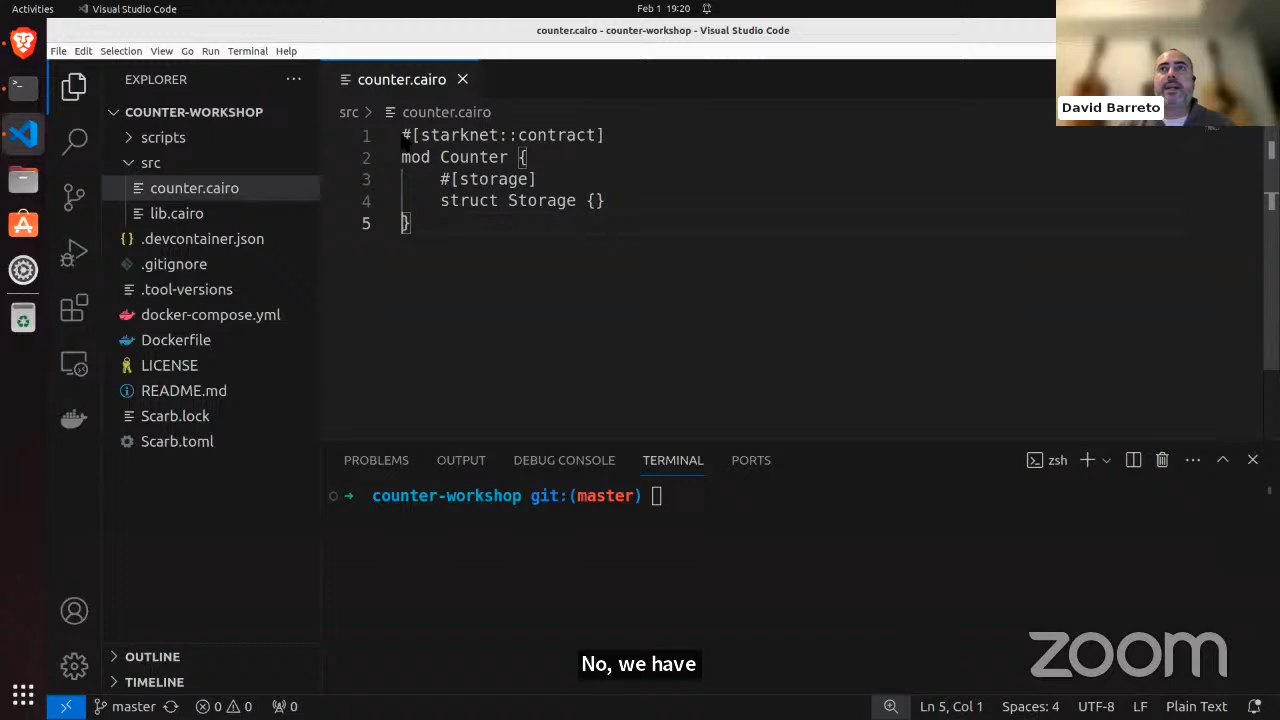 Activities
Visual Studio Code
Feb 1 19:20
counter.cairo - counter-workshop - Visual Studio Code
File Edit Selection View Go Run Terminal Help
David Barreto
EXPLORER
COUNTER-WORKSHOP
scripts
src
counter.cairo
lib.cairo
.devcontainer.json
.gitignore
.tool-versions
docker-compose.yml
Dockerfile
LICENSE
README.md
Scarb.lock
Scarb.toml
OUTLINE
TIMELINE
counter.cairo
src counter.cairo
1 #[starknet::contract]
2 mod Counter {
3 #[storage]
4 struct Storage {}
5 }
PROBLEMS OUTPUT DEBUG CONSOLE TERMINAL PORTS
zsh
counter-workshop git:(master)
No, we have
zoom
master 0 0 0 Ln 5, Col 1 Spaces: 4 UTF-8 LF Plain Text